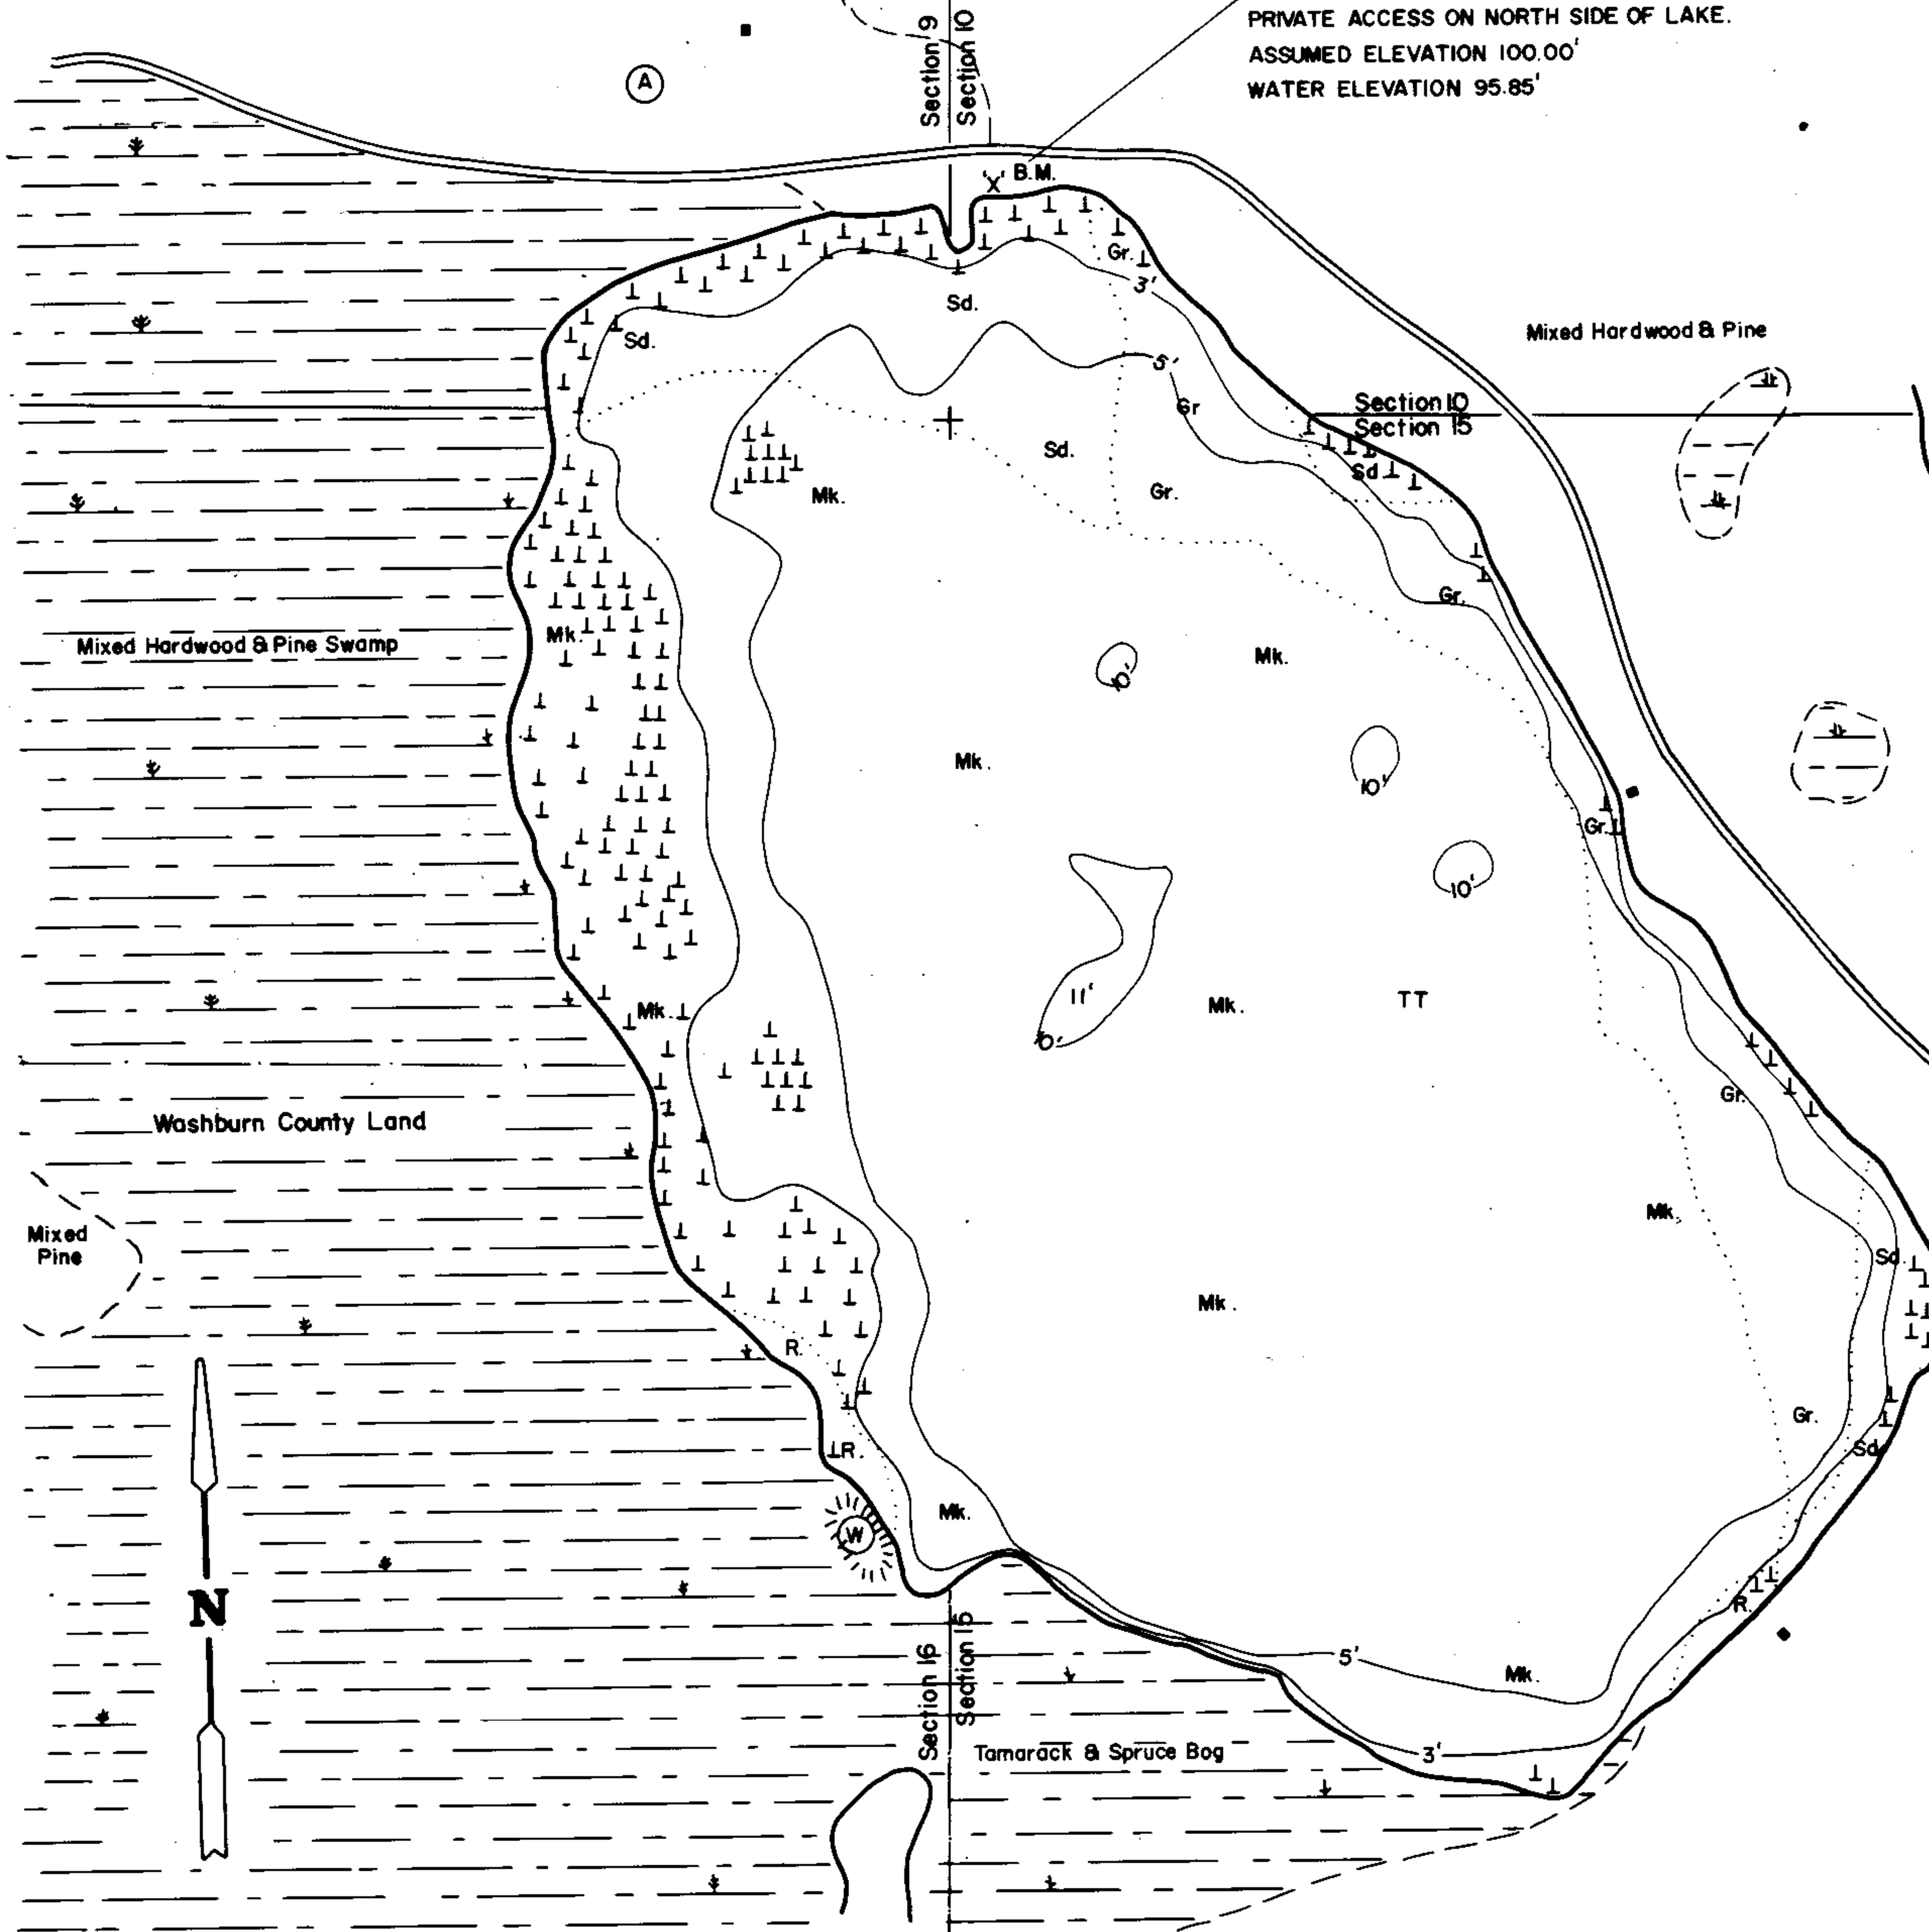 PRIVATE ACCESS ON NORTH SIDE OF LAKE.
ASSUMED ELEVATION 100.00'
WATER ELEVATION 95.85'
Section 9
Section 10
A
'X' B.M.
Gr.
3'
Sd.
Sd.
Mixed Hardwood & Pine
5'
Gr
Section 10
Section 15
Sd.
Sd
Mk.
Gr.
Gr.
Mk.
Mixed Hardwood & Pine Swamp
Mk.
10'
Mk.
10'
Gr.
10'
11'
Mk.
TT
Mk.
10'
Gr.
Washburn County Land
Mk.
Mixed
Pine
Sd.
Mk.
R.
Gr.
R.
Sd.
Mk.
W
N
R.
Section 16
Section 15
5'
Mk.
Tamarack & Spruce Bog
3'